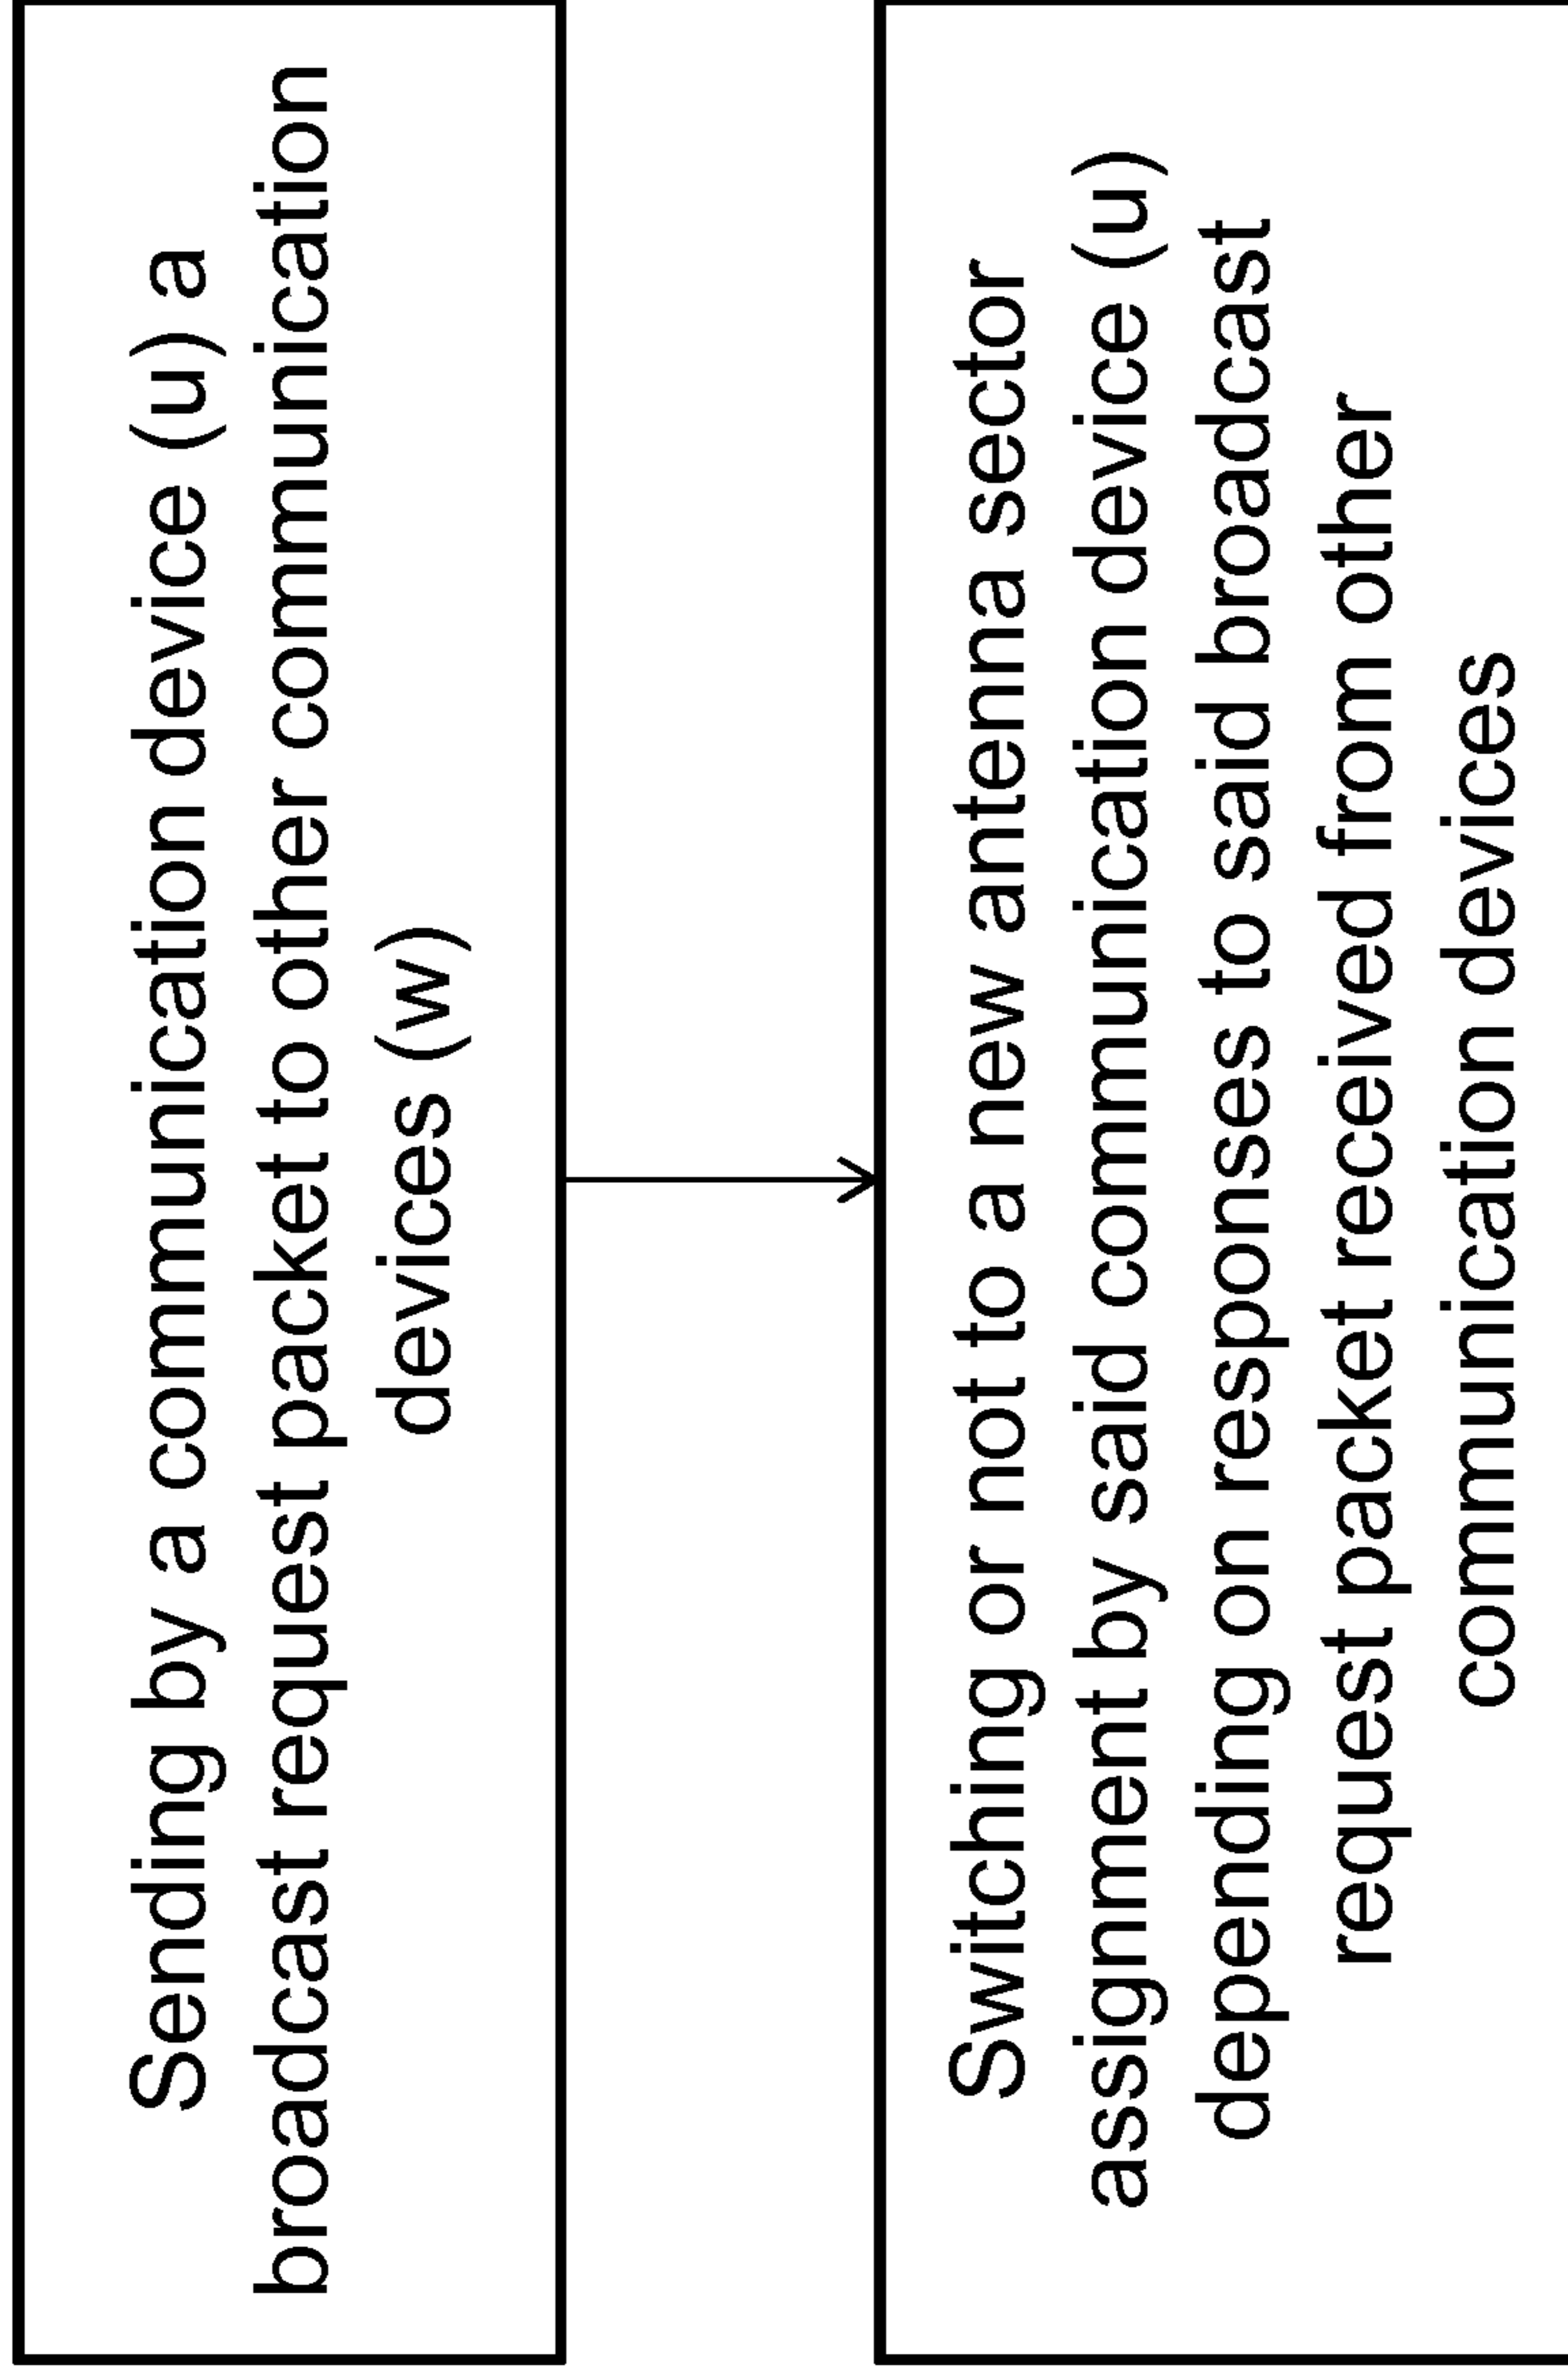 Sending by a communication device (u) a
broadcast request packet to other communication
devices (w)
Switching or not to a new antenna sector
assignment by said communication device (u)
depending on responses to said broadcast
request packet received from other
communication devices